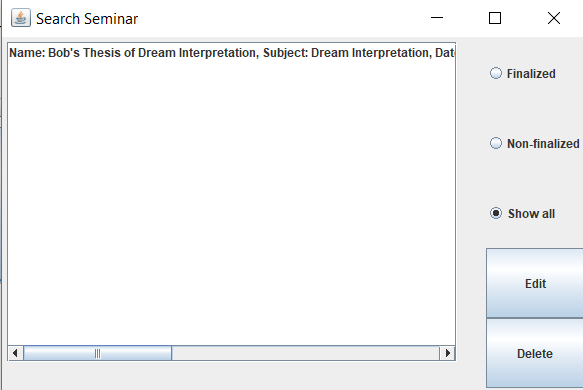 Search Seminar
Name: Bob's Thesis of Dream Interpretation, Subject: Dream Interpretation, Dat
Finalized
Non-finalized
Show all
Edit
Delete